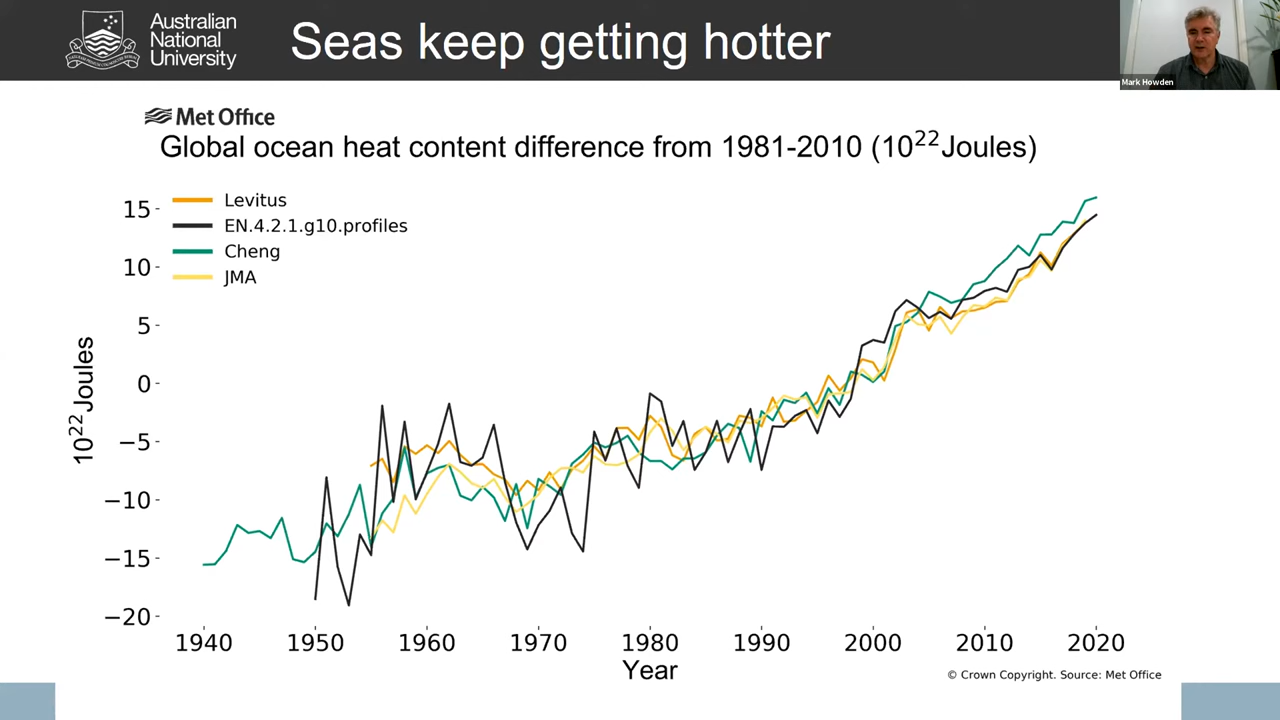 Australian
National
University
Seas keep getting hotter
Mark Howden
Met Office
Global ocean heat content difference from 1981-2010 (10²² Joules)
Levitus
EN.4.2.1.g10.profiles
Cheng
JMA
15
10
5
0
−5
−10
−15
−20
10²² Joules
1940 1950 1960 1970 1980 1990 2000 2010 2020
Year
© Crown Copyright. Source: Met Office